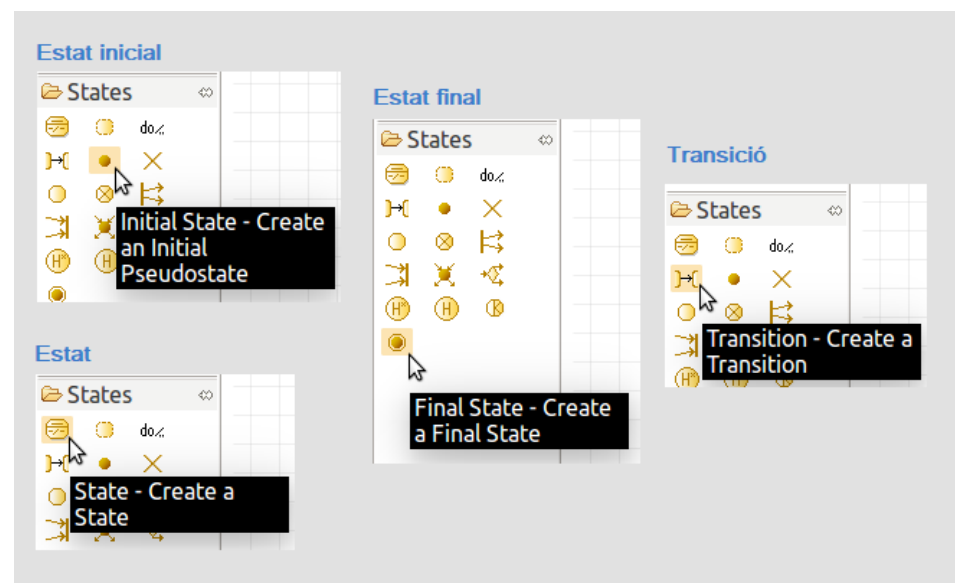 Estat inicial
States
do
Initial State - Create
an Initial
Pseudostate
H*
H
Estat
States
do
State - Create a
State
Estat final
States
do
H*
H
Final State - Create
a Final State
Transició
States
do
Transition - Create a
Transition
H*